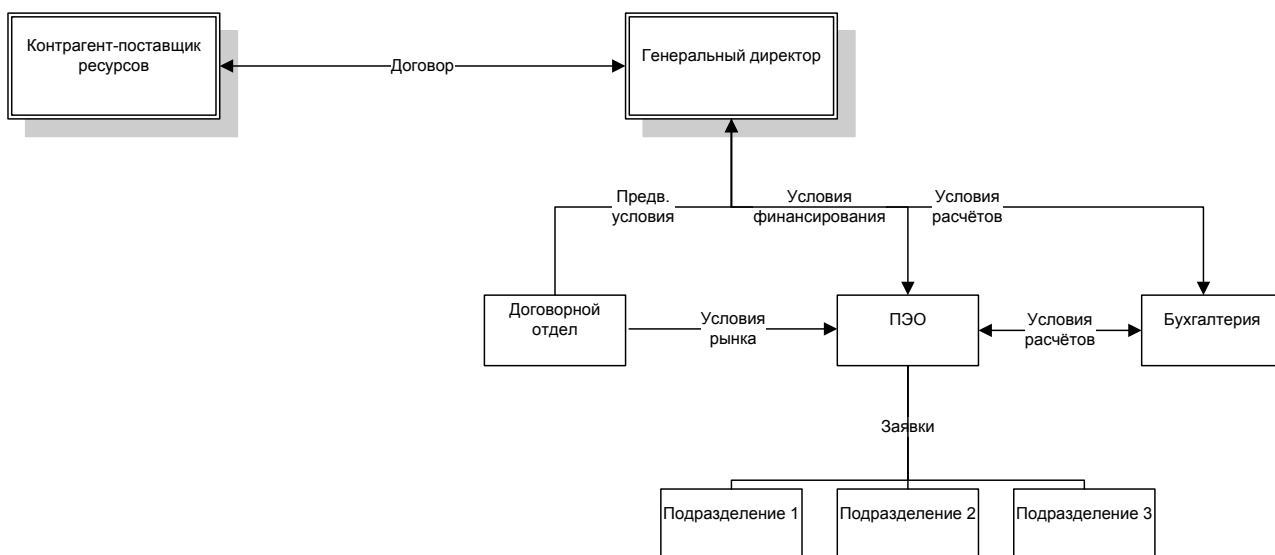 Контрагент-поставщик
ресурсов
Договор
Генеральный директор
Предв.
условия
Условия
финансирования
Условия
расчётов
Договорной
отдел
Условия
рынка
ПЭО
Условия
расчётов
Бухгалтерия
Заявки
Подразделение 1
Подразделение 2
Подразделение 3